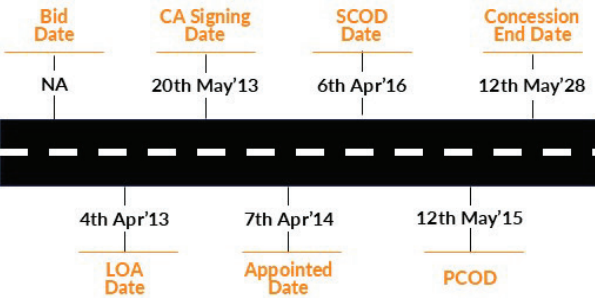 Bid
Date
CA Signing
Date
SCOD
Date
Concession
End Date
NA
20th May'13
6th Apr'16
12th May'28
4th Apr'13
7th Apr'14
12th May'15
LOA
Date
Appointed
Date
PCOD